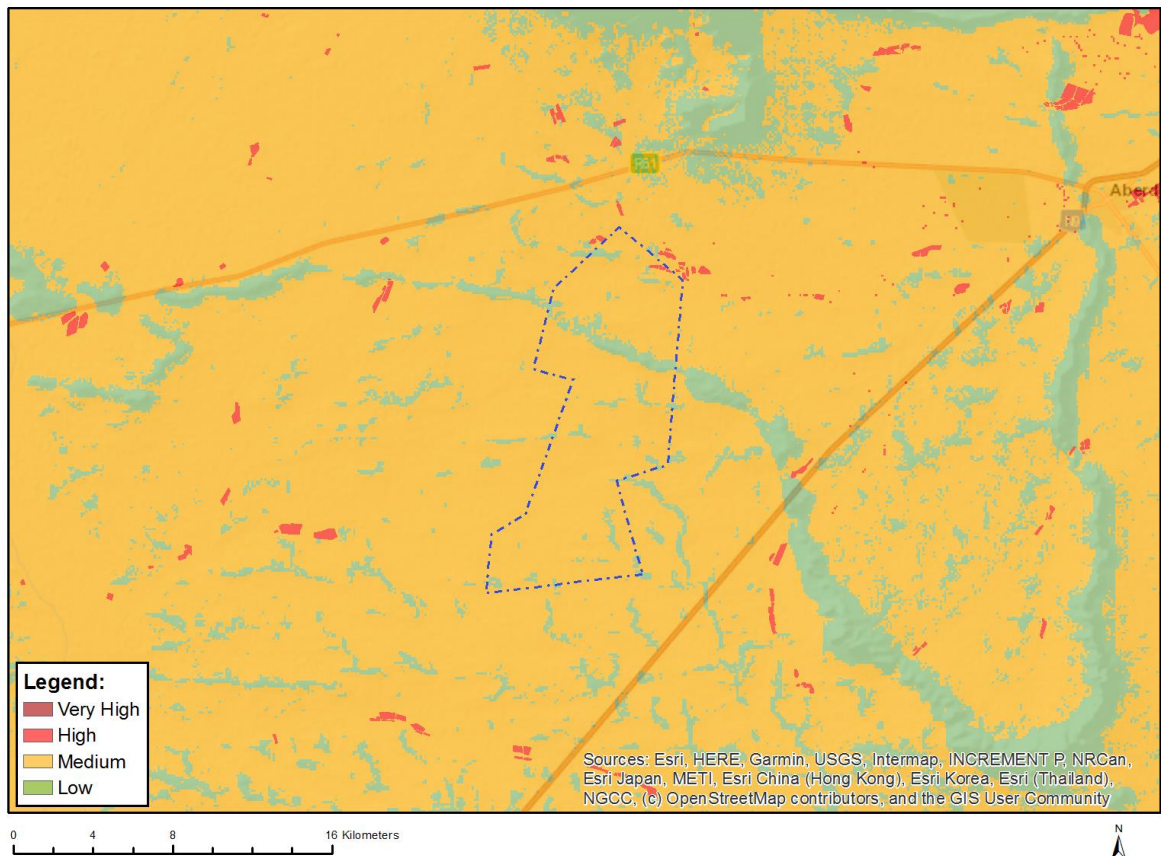 R61
Aberd
Legend:
Very High
High
Medium
Low
Sources: Esri, HERE, Garmin, USGS, Intermap, INCREMENT P, NRCan,
Esri Japan, METI, Esri China (Hong Kong), Esri Korea, Esri (Thailand),
NGCC, (c) OpenStreetMap contributors, and the GIS User Community
0 4 8 16 Kilometers
N